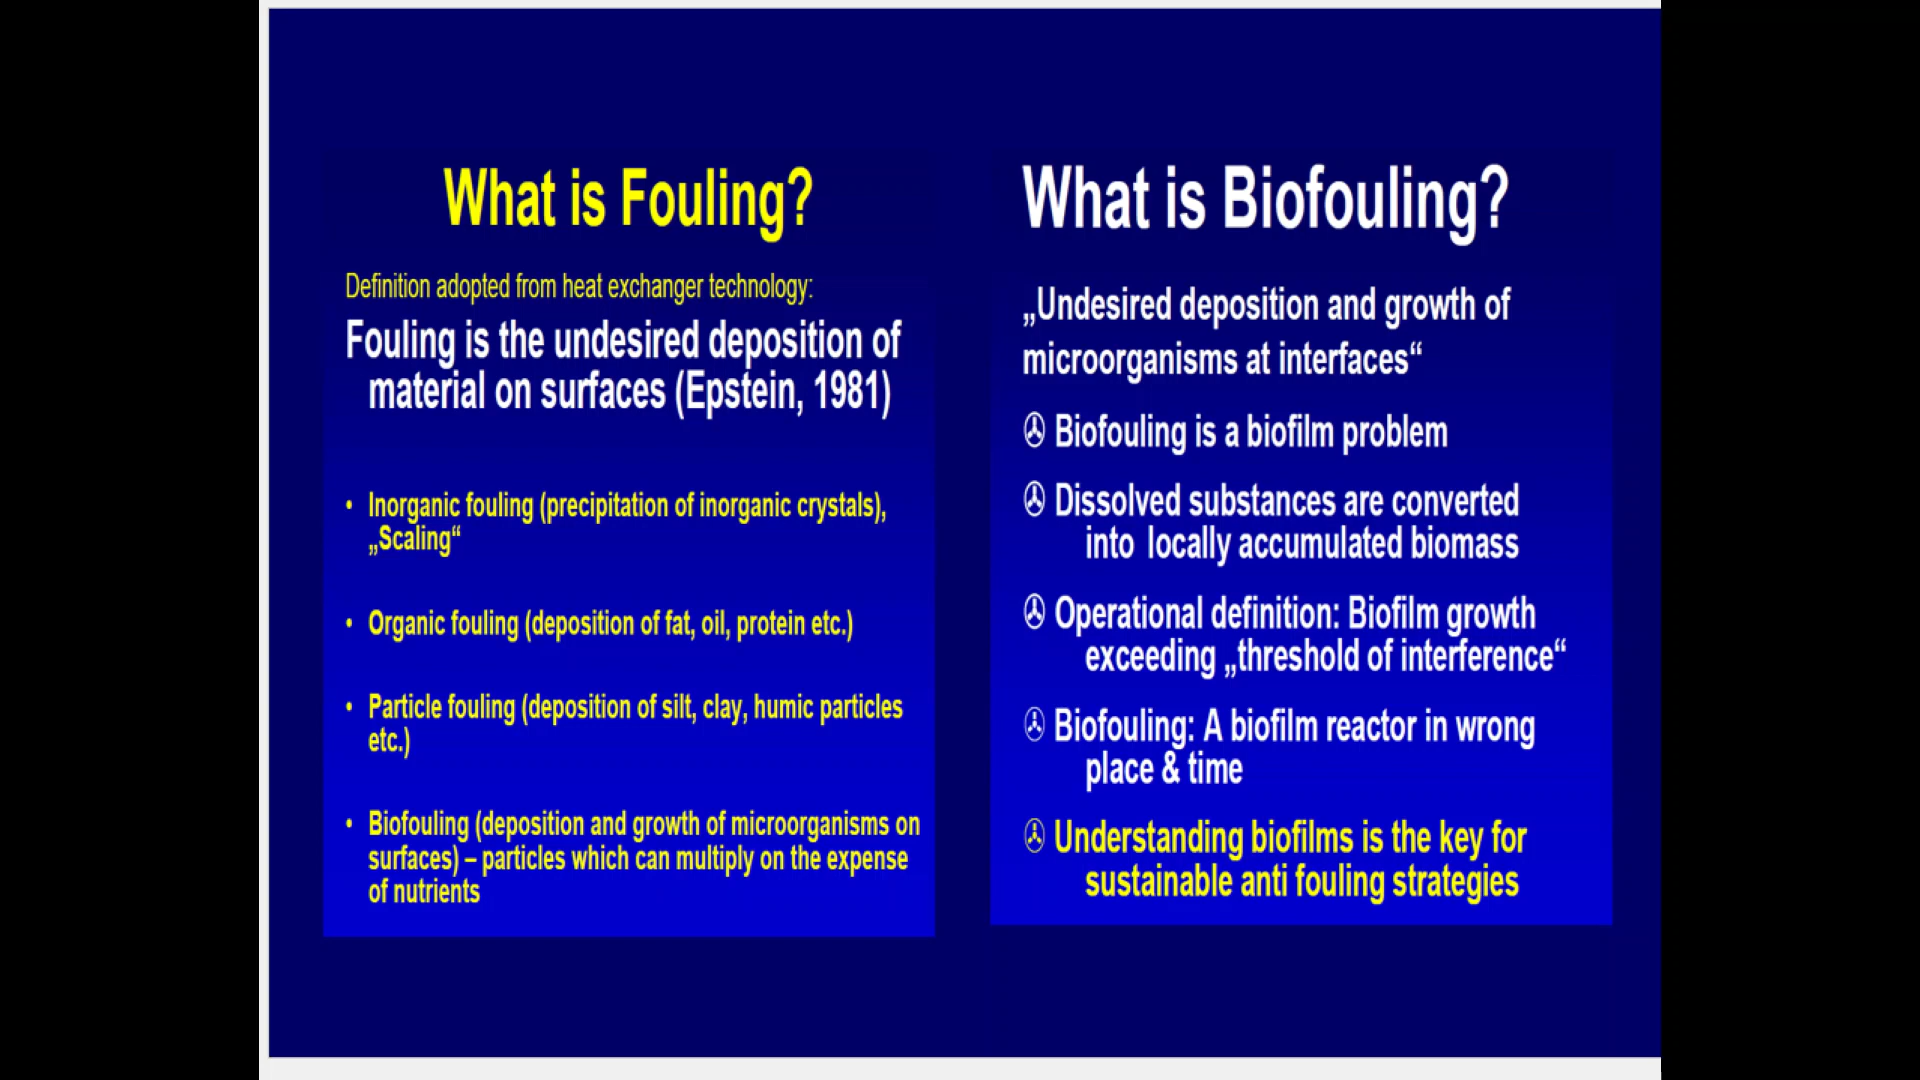 What is Fouling?
Definition adopted from heat exchanger technology:
Fouling is the undesired deposition of
material on surfaces (Epstein, 1981)
• Inorganic fouling (precipitation of inorganic crystals),
„Scaling“
• Organic fouling (deposition of fat, oil, protein etc.)
• Particle fouling (deposition of silt, clay, humic particles
etc.)
• Biofouling (deposition and growth of microorganisms on
surfaces) – particles which can multiply on the expense
of nutrients
What is Biofouling?
„Undesired deposition and growth of
microorganisms at interfaces“
Biofouling is a biofilm problem
Dissolved substances are converted
into locally accumulated biomass
Operational definition: Biofilm growth
exceeding „threshold of interference“
Biofouling: A biofilm reactor in wrong
place & time
Understanding biofilms is the key for
sustainable anti fouling strategies